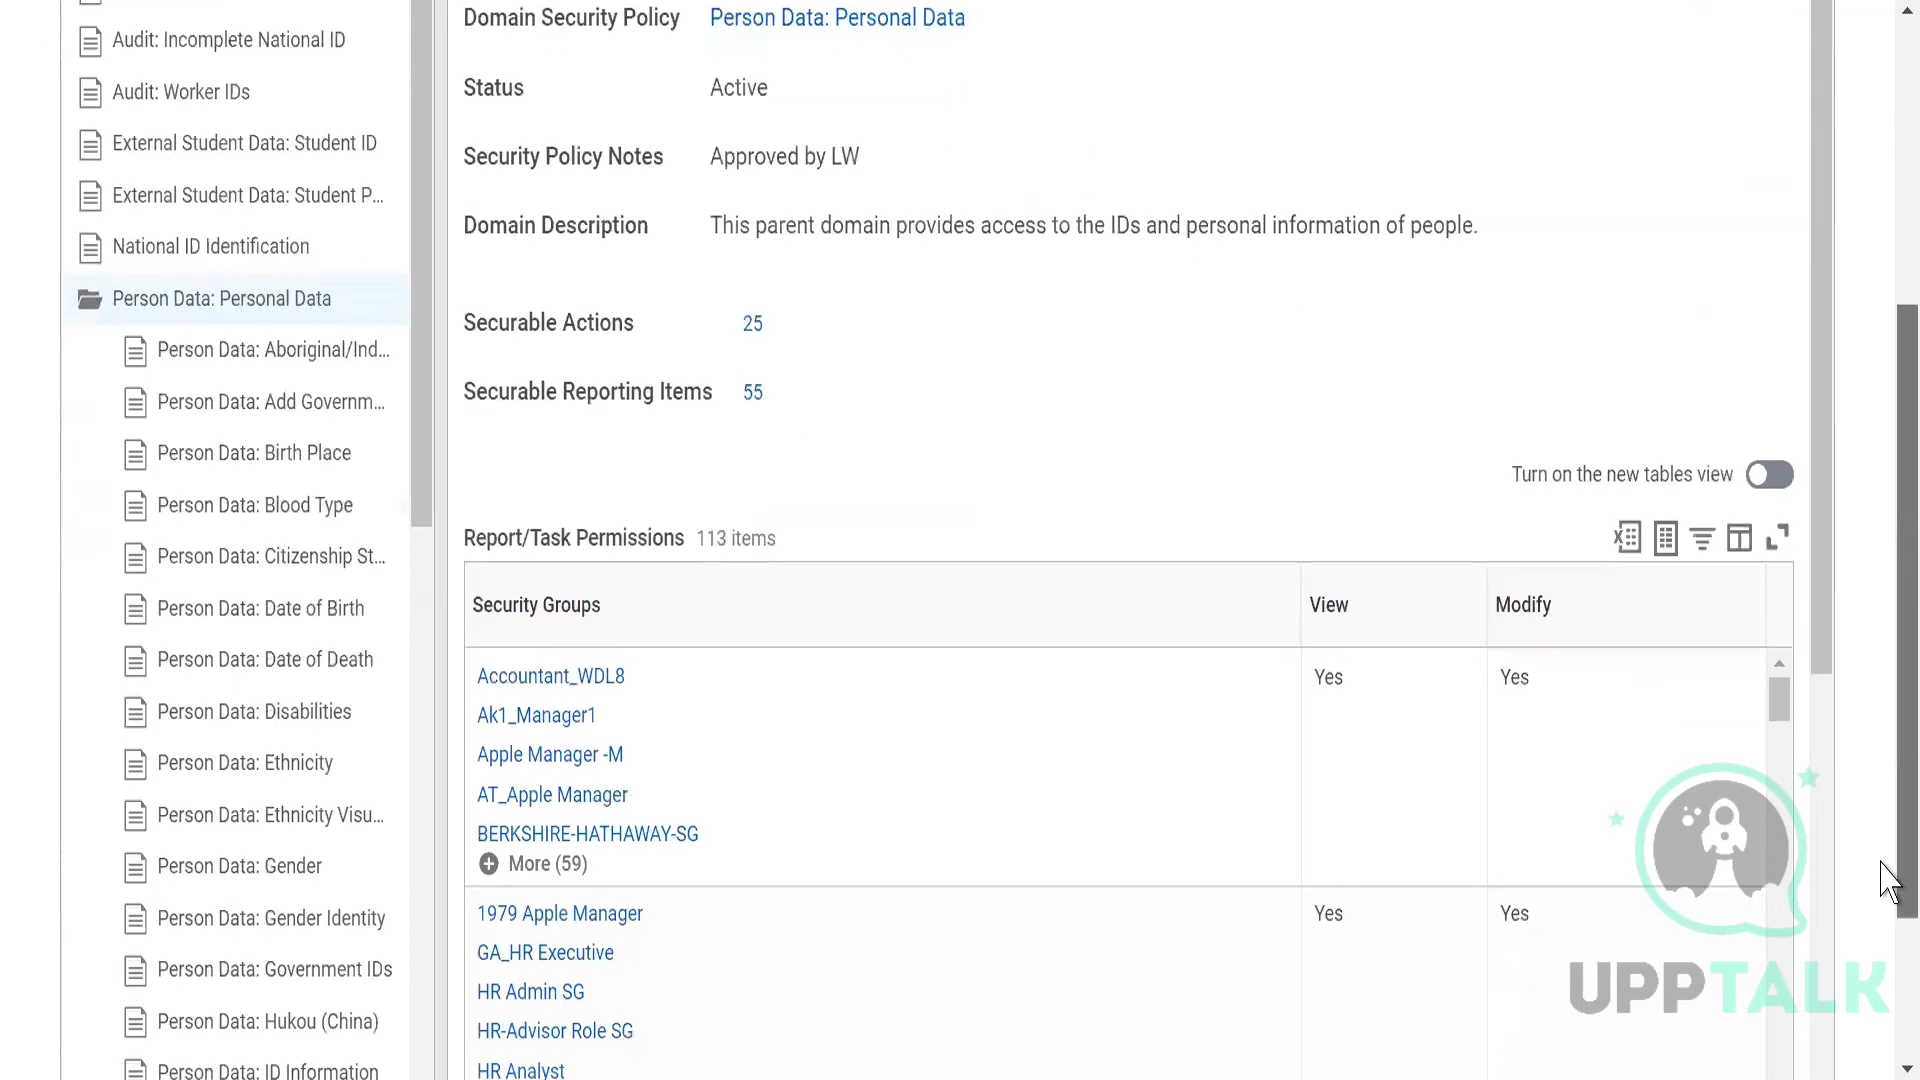 Audit: Incomplete National ID
Audit: Worker IDs
External Student Data: Student ID
External Student Data: Student P...
National ID Identification
Person Data: Personal Data
Person Data: Aboriginal/Ind...
Person Data: Add Governm...
Person Data: Birth Place
Person Data: Blood Type
Person Data: Citizenship St...
Person Data: Date of Birth
Person Data: Date of Death
Person Data: Disabilities
Person Data: Ethnicity
Person Data: Ethnicity Visu...
Person Data: Gender
Person Data: Gender Identity
Person Data: Government IDs
Person Data: Hukou (China)
Person Data: ID Information
Domain Security Policy Person Data: Personal Data
Status Active
Security Policy Notes Approved by LW
Domain Description This parent domain provides access to the IDs and personal information of people.
Securable Actions 25
Securable Reporting Items 55
Turn on the new tables view
Report/Task Permissions 113 items
Security Groups View Modify
Accountant_WDL8 Yes Yes
Ak1_Manager1
Apple Manager -M
AT_Apple Manager
BERKSHIRE-HATHAWAY-SG
More (59)
1979 Apple Manager Yes Yes
GA_HR Executive
HR Admin SG
HR-Advisor Role SG
HR Analyst
UPPTALK